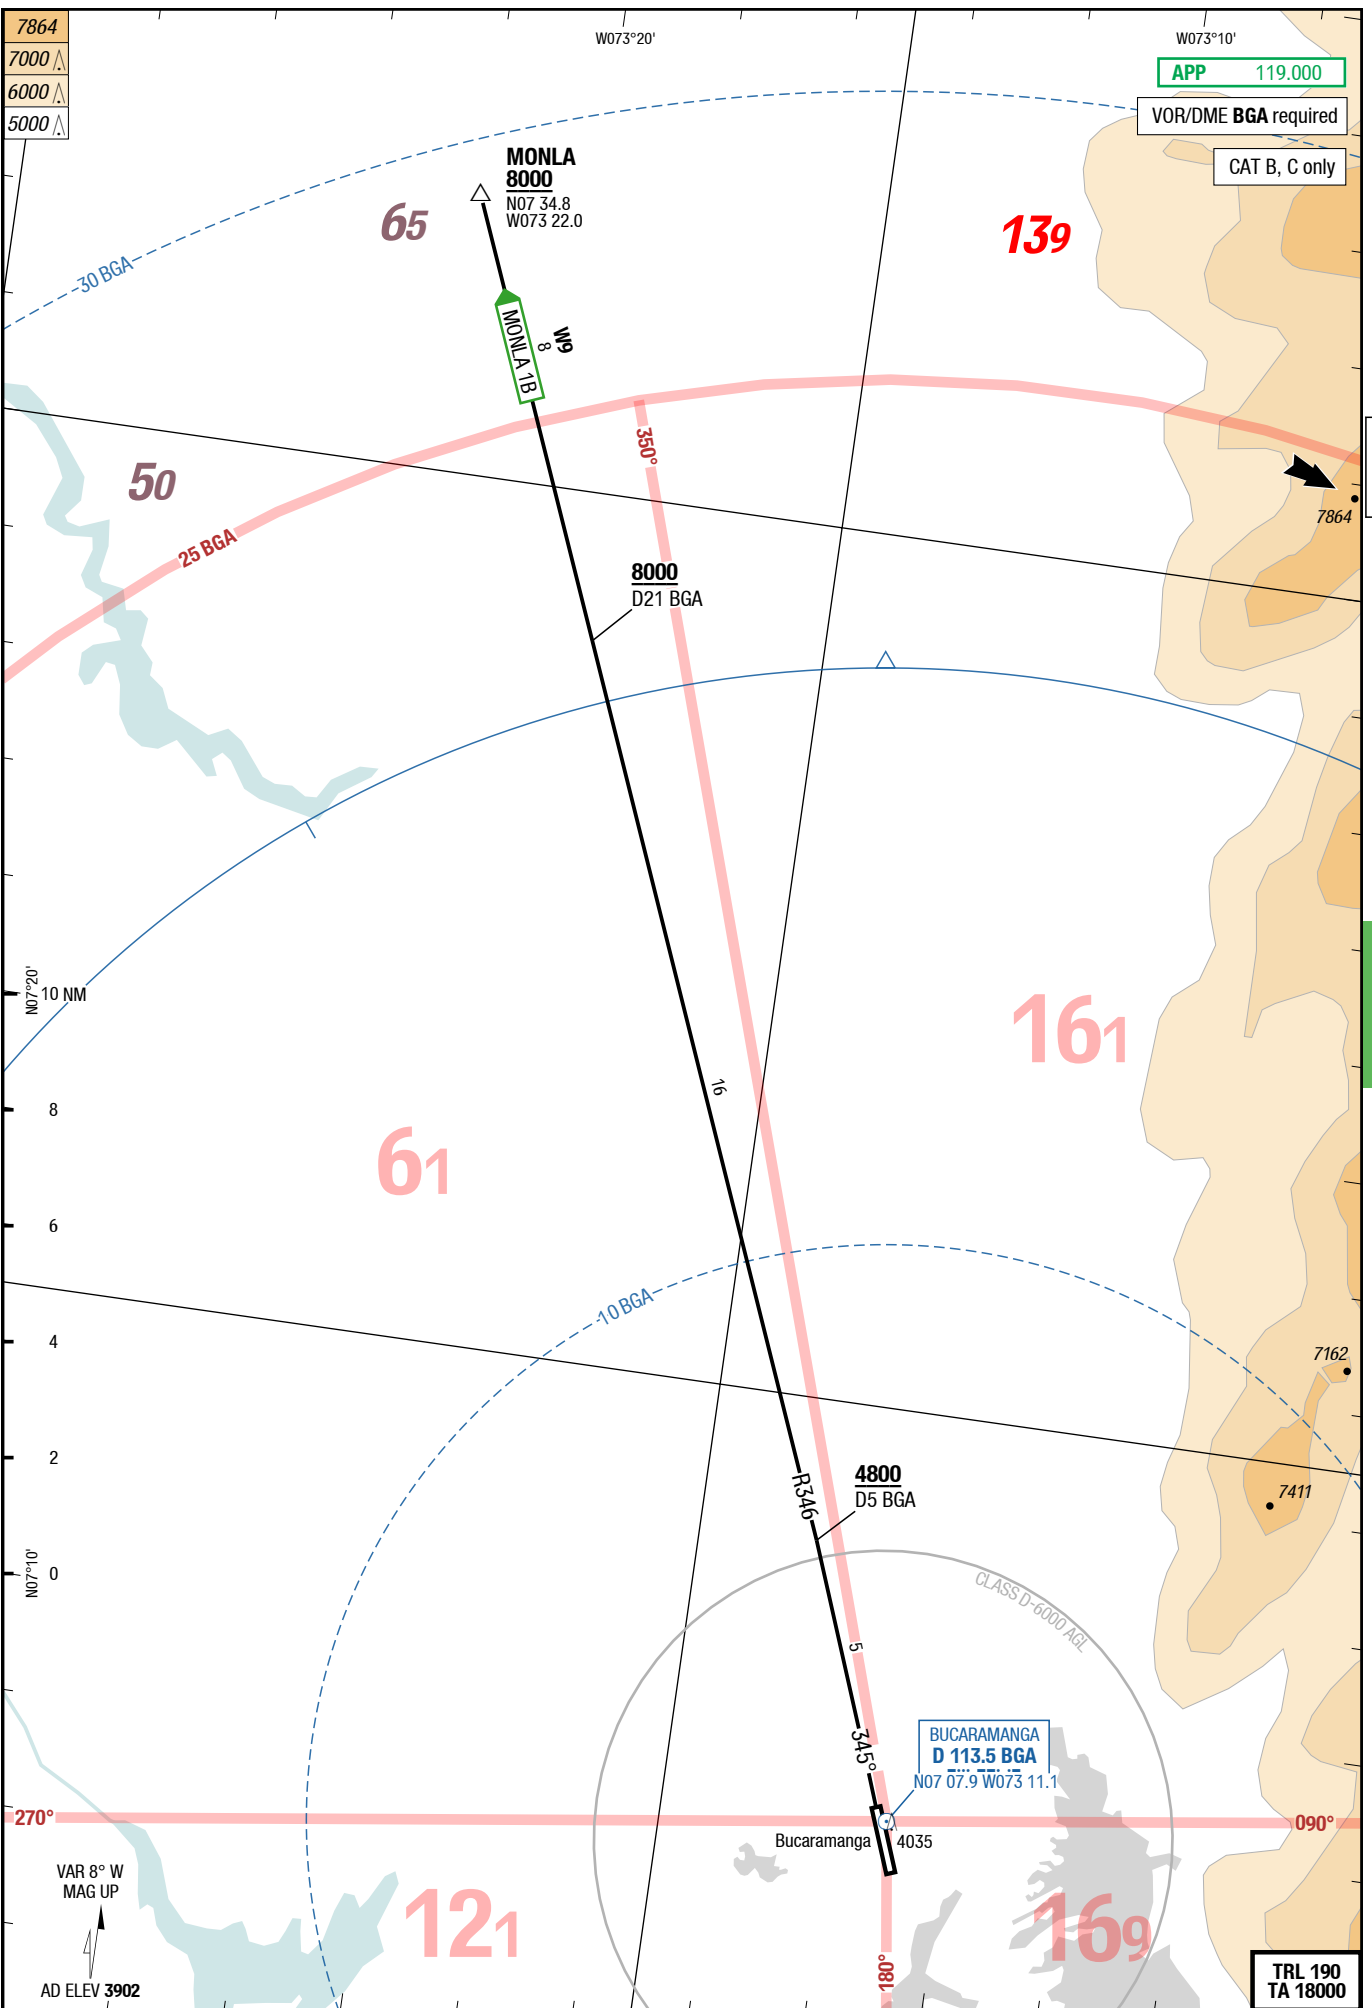 7864
7000
6000
5000
W073°20'
W073°10'
APP 119.000
VOR/DME BGA required
CAT B, C only
MONLA
8000
N07 34.8
W073 22.0
65
139
30 BGA
MONLA 1B
8
W9
350°
50
25 BGA
7864
8000
D21 BGA
N07°20'
10 NM
161
16
8
61
6
10 BGA
4
7162
2
R346
4800
D5 BGA
7411
N07°10'
0
CLASS D-6000 AGL
5
345°
BUCARAMANGA
D 113.5 BGA
N07 07.9 W073 11.1
270°
090°
Bucaramanga
4035
VAR 8° W
MAG UP
121
169
180°
AD ELEV 3902
TRL 190
TA 18000